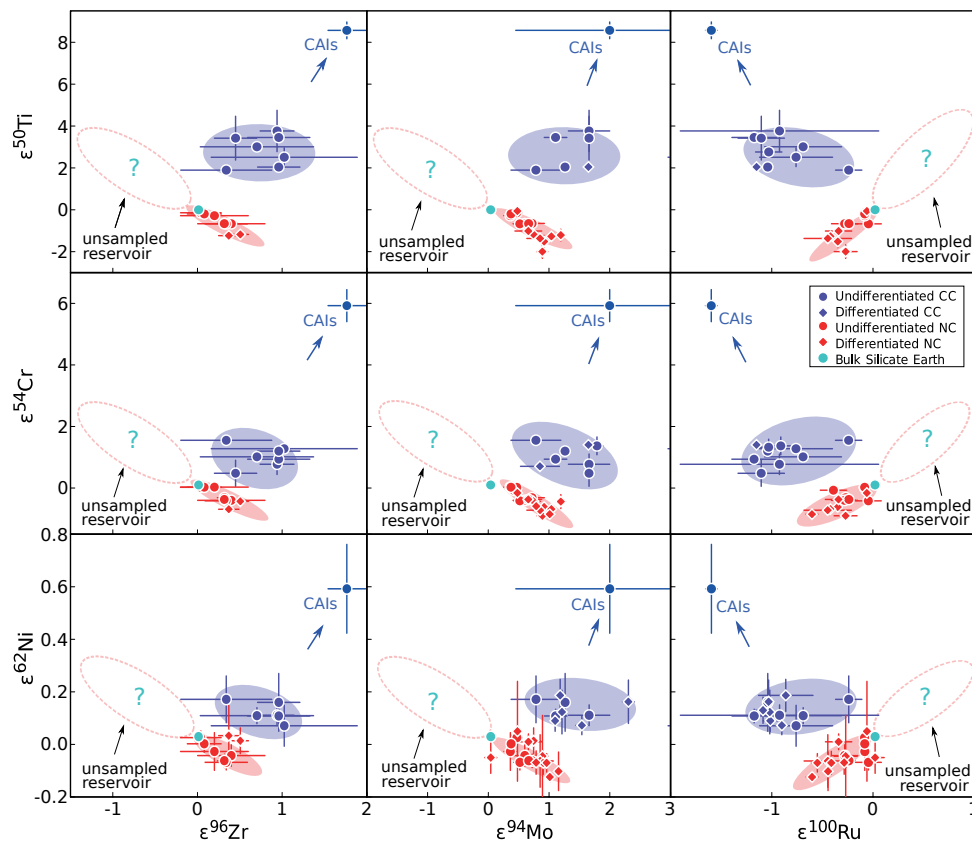 8
6
4
2
0
-2
ε⁵⁰Ti
CAIs
?
unsampled
reservoir
CAIs
?
unsampled
reservoir
CAIs
?
unsampled
reservoir
6
4
2
0
ε⁵⁴Cr
CAIs
?
unsampled
reservoir
CAIs
?
unsampled
reservoir
CAIs
Undifferentiated CC
Differentiated CC
Undifferentiated NC
Differentiated NC
Bulk Silicate Earth
?
unsampled
reservoir
0.8
0.6
0.4
0.2
0.0
-0.2
ε⁶²Ni
CAIs
?
unsampled
reservoir
CAIs
?
unsampled
reservoir
CAIs
?
unsampled
reservoir
-1 0 1 2
-1 0 1 2 3
-1 0 1
ε⁹⁶Zr
ε⁹⁴Mo
ε¹⁰⁰Ru